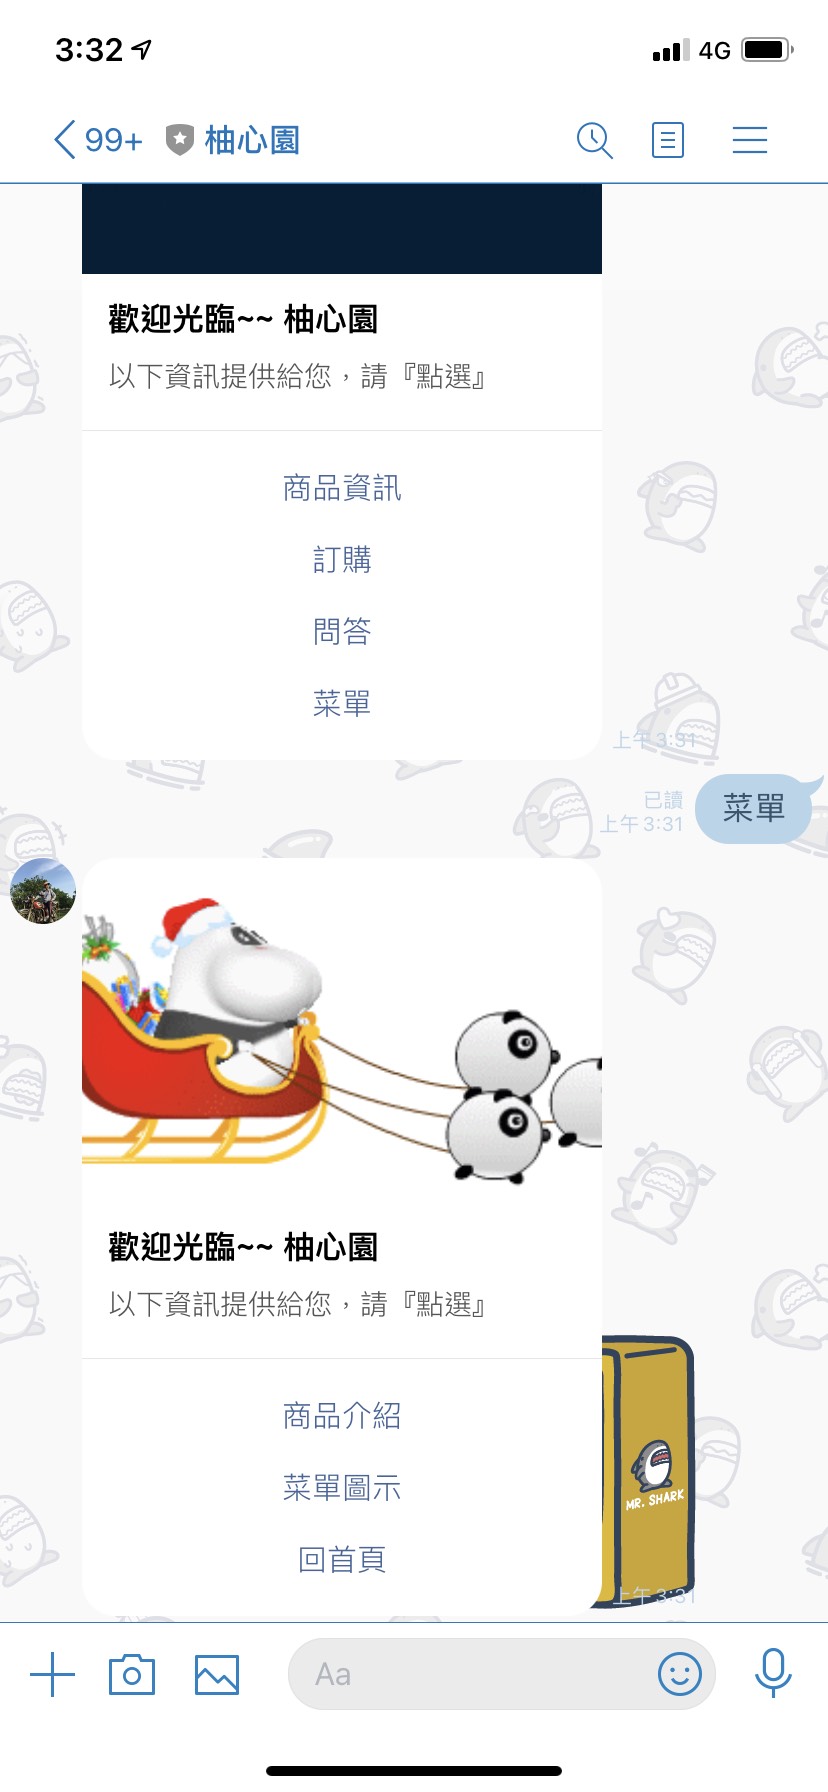 3:32
4G
99+
柚心園
歡迎光臨~~ 柚心園
以下資訊提供給您，請『點選』
商品資訊
訂購
問答
菜單
上午 3:31
已讀
上午 3:31
菜單
歡迎光臨~~ 柚心園
以下資訊提供給您，請『點選』
商品介紹
菜單圖示
回首頁
MR. SHARK
上午 3:31
Aa